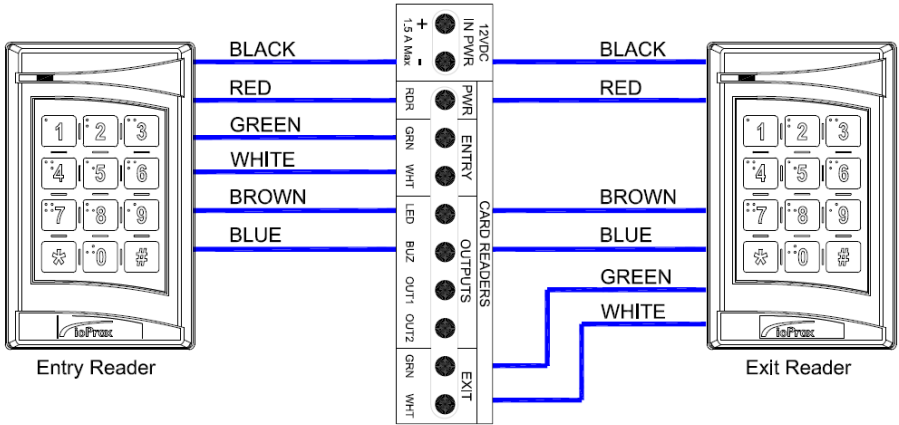 BLACK
RED
GREEN
WHITE
BROWN
BLUE
1 2 3
4 5 6
7 8 9
* 0 #
ioProx
Entry Reader
+
-
1.5 A Max
12VDC
IN PWR
RDR
PWR
GRN
WHT
ENTRY
LED
BUZ
OUT1
OUT2
OUTPUTS
GRN
WHT
EXIT
CARD READERS
BLACK
RED
BROWN
BLUE
GREEN
WHITE
1 2 3
4 5 6
7 8 9
* 0 #
ioProx
Exit Reader